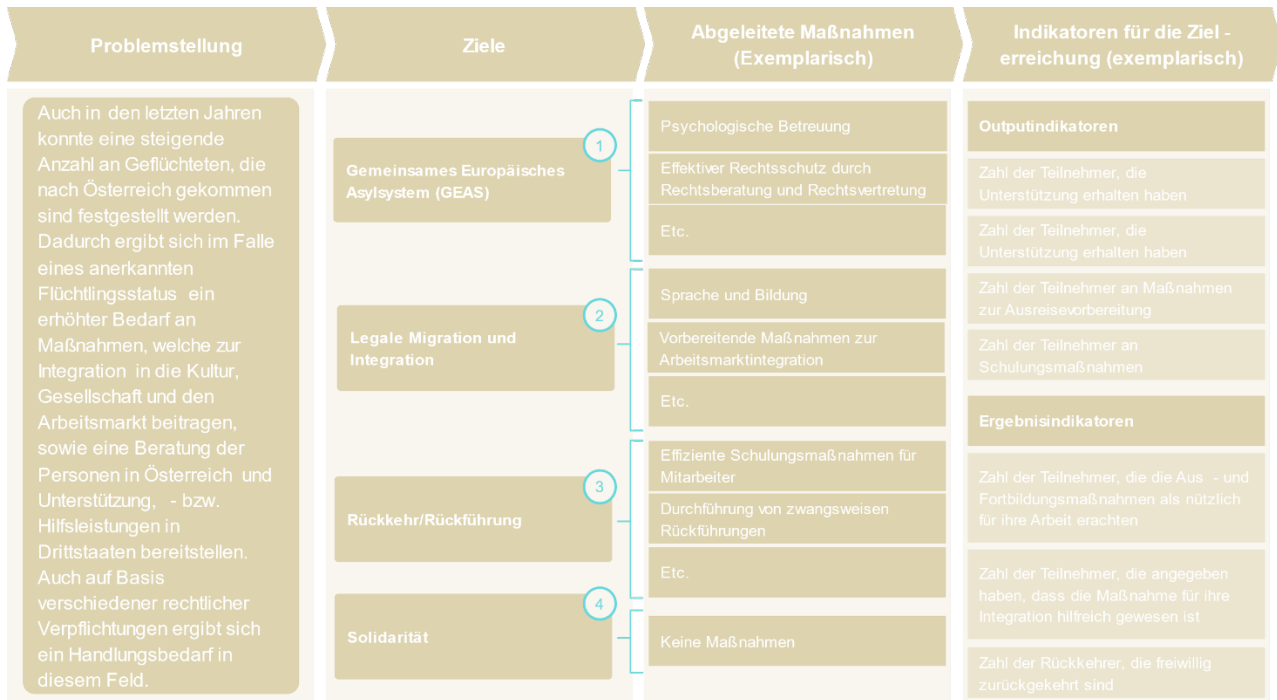 Problemstellung
Ziele
Abgeleitete Maßnahmen
(Exemplarisch)
Indikatoren für die Ziel -
erreichung (exemplarisch)
Auch in den letzten Jahren
konnte eine steigende
Anzahl an Geflüchteten, die
nach Österreich gekommen
sind festgestellt werden.
Dadurch ergibt sich im Falle
eines anerkannten
Flüchtlingsstatus ein
erhöhter Bedarf an
Maßnahmen, welche zur
Integration in die Kultur,
Gesellschaft und den
Arbeitsmarkt beitragen,
sowie eine Beratung der
Personen in Österreich und
Unterstützung, - bzw.
Hilfsleistungen in
Drittstaaten bereitstellen.
Auch auf Basis
verschiedener rechtlicher
Verpflichtungen ergibt sich
ein Handlungsbedarf in
diesem Feld.
1
Gemeinsames Europäisches
Asylsystem (GEAS)
2
Legale Migration und
Integration
3
Rückkehr/Rückführung
4
Solidarität
Psychologische Betreuung
Effektiver Rechtsschutz durch
Rechtsberatung und Rechtsvertretung
Etc.
Sprache und Bildung
Vorbereitende Maßnahmen zur
Arbeitsmarktintegration
Etc.
Effiziente Schulungsmaßnahmen für
Mitarbeiter
Durchführung von zwangsweisen
Rückführungen
Etc.
Keine Maßnahmen
Outputindikatoren
Zahl der Teilnehmer, die
Unterstützung erhalten haben
Zahl der Teilnehmer, die
Unterstützung erhalten haben
Zahl der Teilnehmer an Maßnahmen
zur Ausreisevorbereitung
Zahl der Teilnehmer an
Schulungsmaßnahmen
Ergebnisindikatoren
Zahl der Teilnehmer, die die Aus - und
Fortbildungsmaßnahmen als nützlich
für ihre Arbeit erachten
Zahl der Teilnehmer, die angegeben
haben, dass die Maßnahme für ihre
Integration hilfreich gewesen ist
Zahl der Rückkehrer, die freiwillig
zurückgekehrt sind